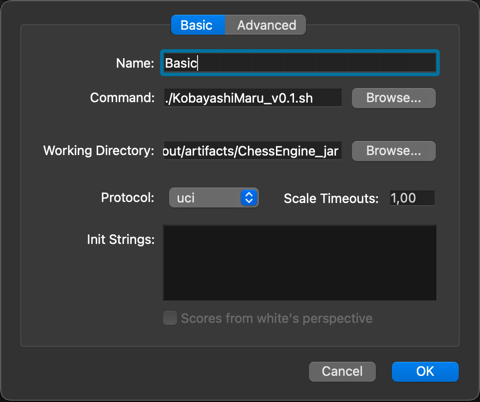 Basic Advanced
Name: Basic
Command: ./KobayashiMaru_v0.1.sh Browse...
Working Directory: out/artifacts/ChessEngine_jar Browse...
Protocol: uci Scale Timeouts: 1,00
Init Strings:
Scores from white's perspective
Cancel OK